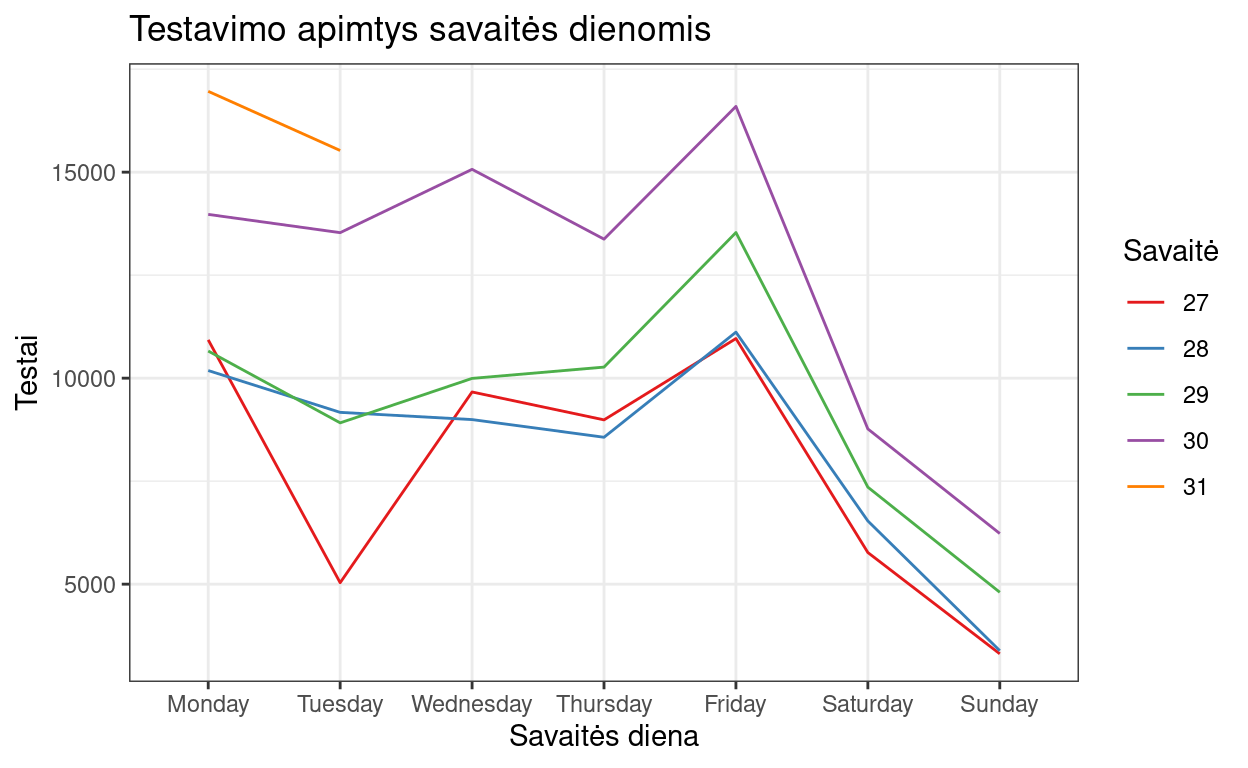 Testavimo apimtys savaitės dienomis
Testai
15000
10000
5000
Monday Tuesday Wednesday Thursday Friday Saturday Sunday
Savaitės diena
Savaitė
27
28
29
30
31